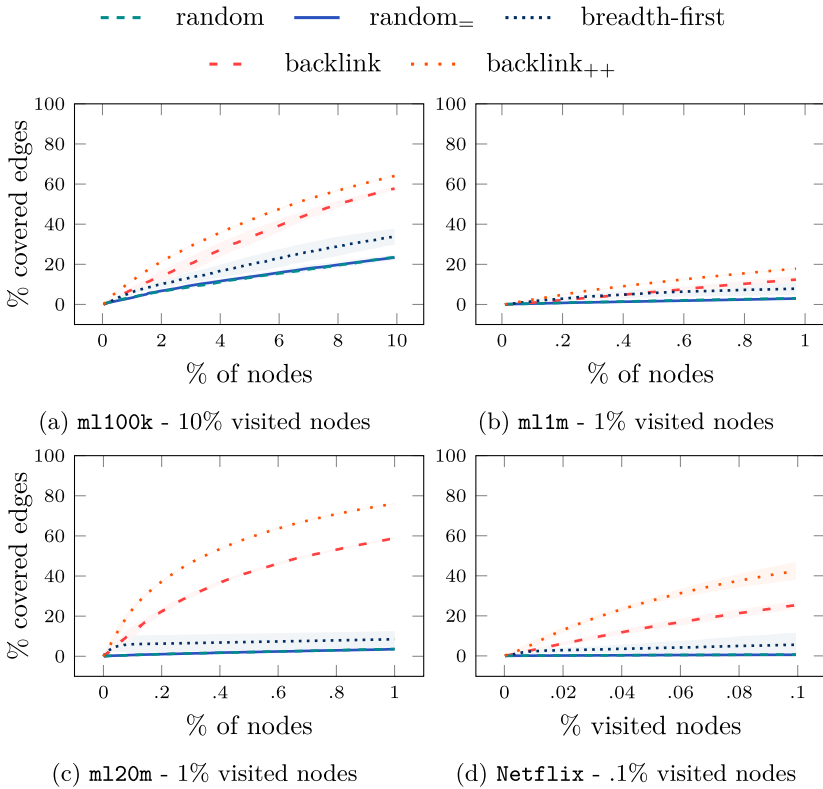 random random= breadth-first
backlink backlink++
100
80
60
40
20
0
% covered edges
0 2 4 6 8 10
% of nodes
(a) ml100k - 10% visited nodes
100
80
60
40
20
0
0 .2 .4 .6 .8 1
% of nodes
(b) ml1m - 1% visited nodes
100
80
60
40
20
0
% covered edges
0 .2 .4 .6 .8 1
% of nodes
(c) ml20m - 1% visited nodes
100
80
60
40
20
0
0 .02 .04 .06 .08 .1
% visited nodes
(d) Netflix - .1% visited nodes